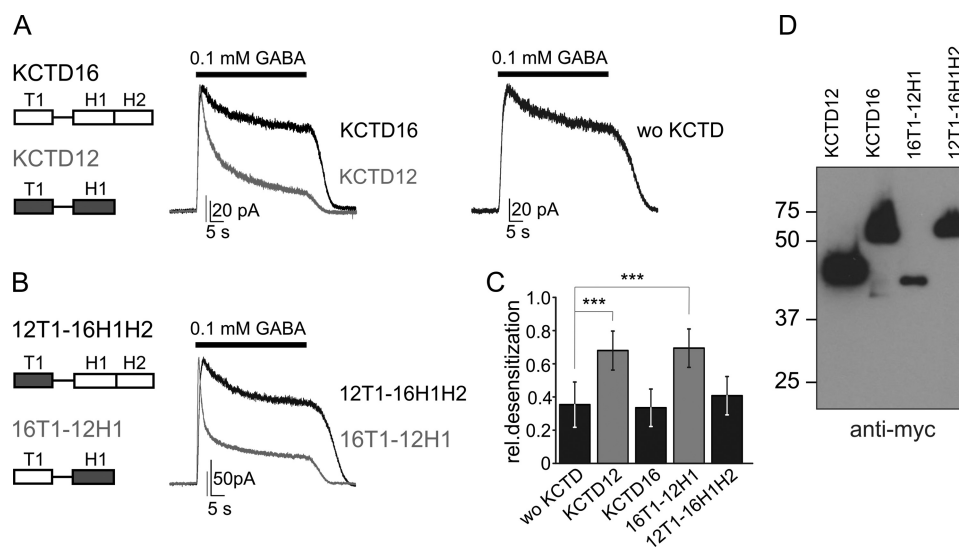 A
KCTD16
T1 H1 H2
KCTD12
T1 H1
0.1 mM GABA
KCTD16
KCTD12
20 pA
5 s
0.1 mM GABA
wo KCTD
20 pA
5 s
B
12T1-16H1H2
T1 H1 H2
16T1-12H1
T1 H1
0.1 mM GABA
12T1-16H1H2
16T1-12H1
50pA
5 s
C
rel.desensitization
1.0
0.8
0.6
0.4
0.2
0
***
***
wo KCTD
KCTD12
KCTD16
16T1-12H1
12T1-16H1H2
D
KCTD12
KCTD16
16T1-12H1
12T1-16H1H2
75
50
37
25
anti-myc